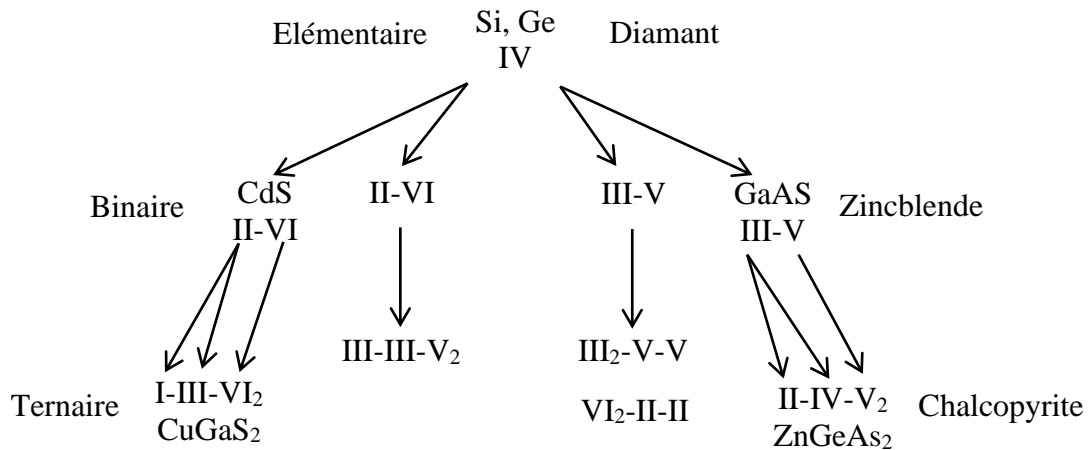 Elémentaire
Si, Ge
IV
Diamant
Binaire
CdS
II-VI
II-VI
III-V
GaAS
III-V
Zincblende
III-III-V₂
III₂-V-V
Ternaire
I-III-VI₂
CuGaS₂
VI₂-II-II
II-IV-V₂
ZnGeAs₂
Chalcopyrite